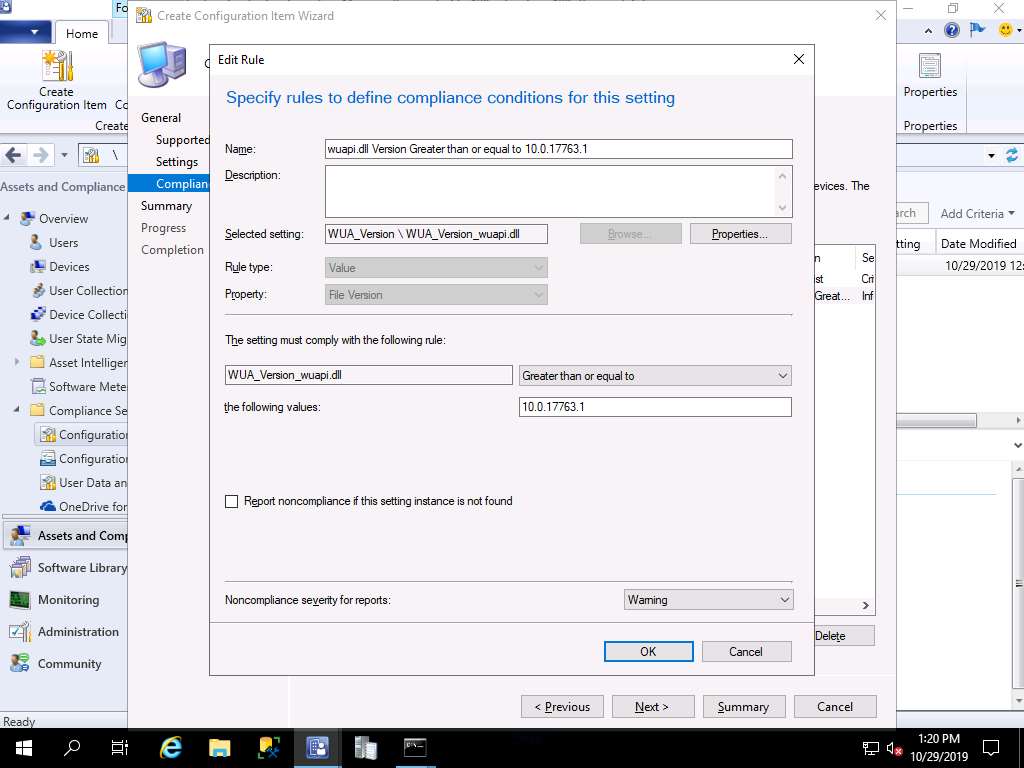 Fo
Create Configuration Item Wizard
Home
Create
Configuration Item
Co
Create
Properties
Properties
\
Assets and Compliance
Overview
Users
Devices
User Collection
Device Collecti
User State Mig
Asset Intelliger
Software Mete
Compliance Se
Configuration
Configuration
User Data an
OneDrive for
Assets and Comp
Software Library
Monitoring
Administration
Community
Ready
General
Supported
Settings
Complian
Summary
Progress
Completion
Edit Rule
Specify rules to define compliance conditions for this setting
Name:
wuapi.dll Version Greater than or equal to 10.0.17763.1
Description:
Selected setting:
WUA_Version \ WUA_Version_wuapi.dll
Browse...
Properties...
Rule type:
Value
Property:
File Version
The setting must comply with the following rule:
WUA_Version_wuapi.dll
Greater than or equal to
the following values:
10.0.17763.1
Report noncompliance if this setting instance is not found
Noncompliance severity for reports:
Warning
OK
Cancel
evices. The
n
Se
st
Cri
Great...
Inf
Delete
< Previous
Next >
Summary
Cancel
arch
Add Criteria
tting
Date Modified
10/29/2019 12:
1:20 PM
10/29/2019